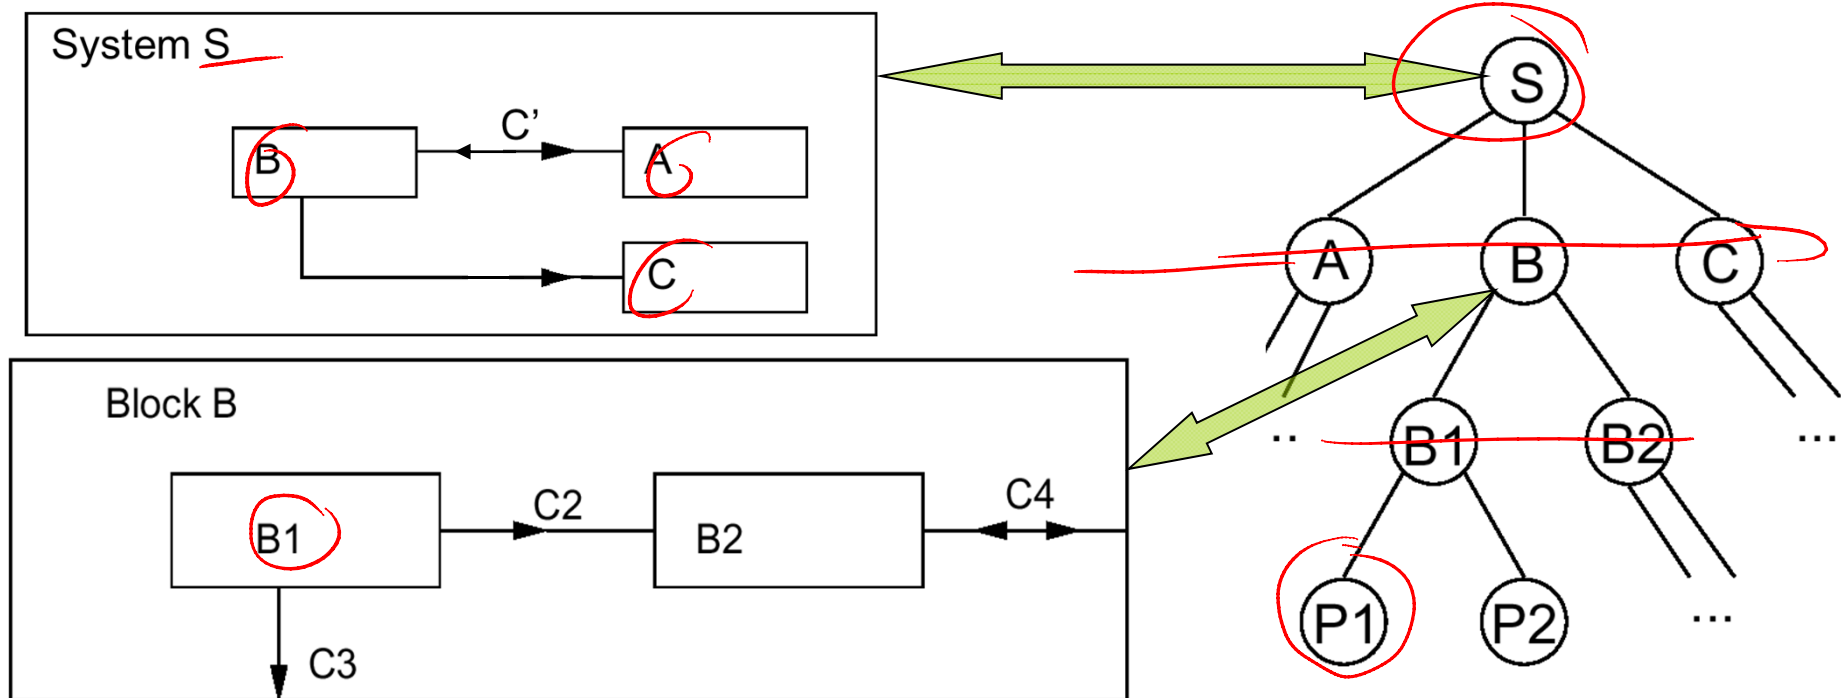 System S
B
C’
A
C
Block B
B1
C2
B2
C4
C3
S
A
B
C
..
B1
B2
...
P1
P2
...